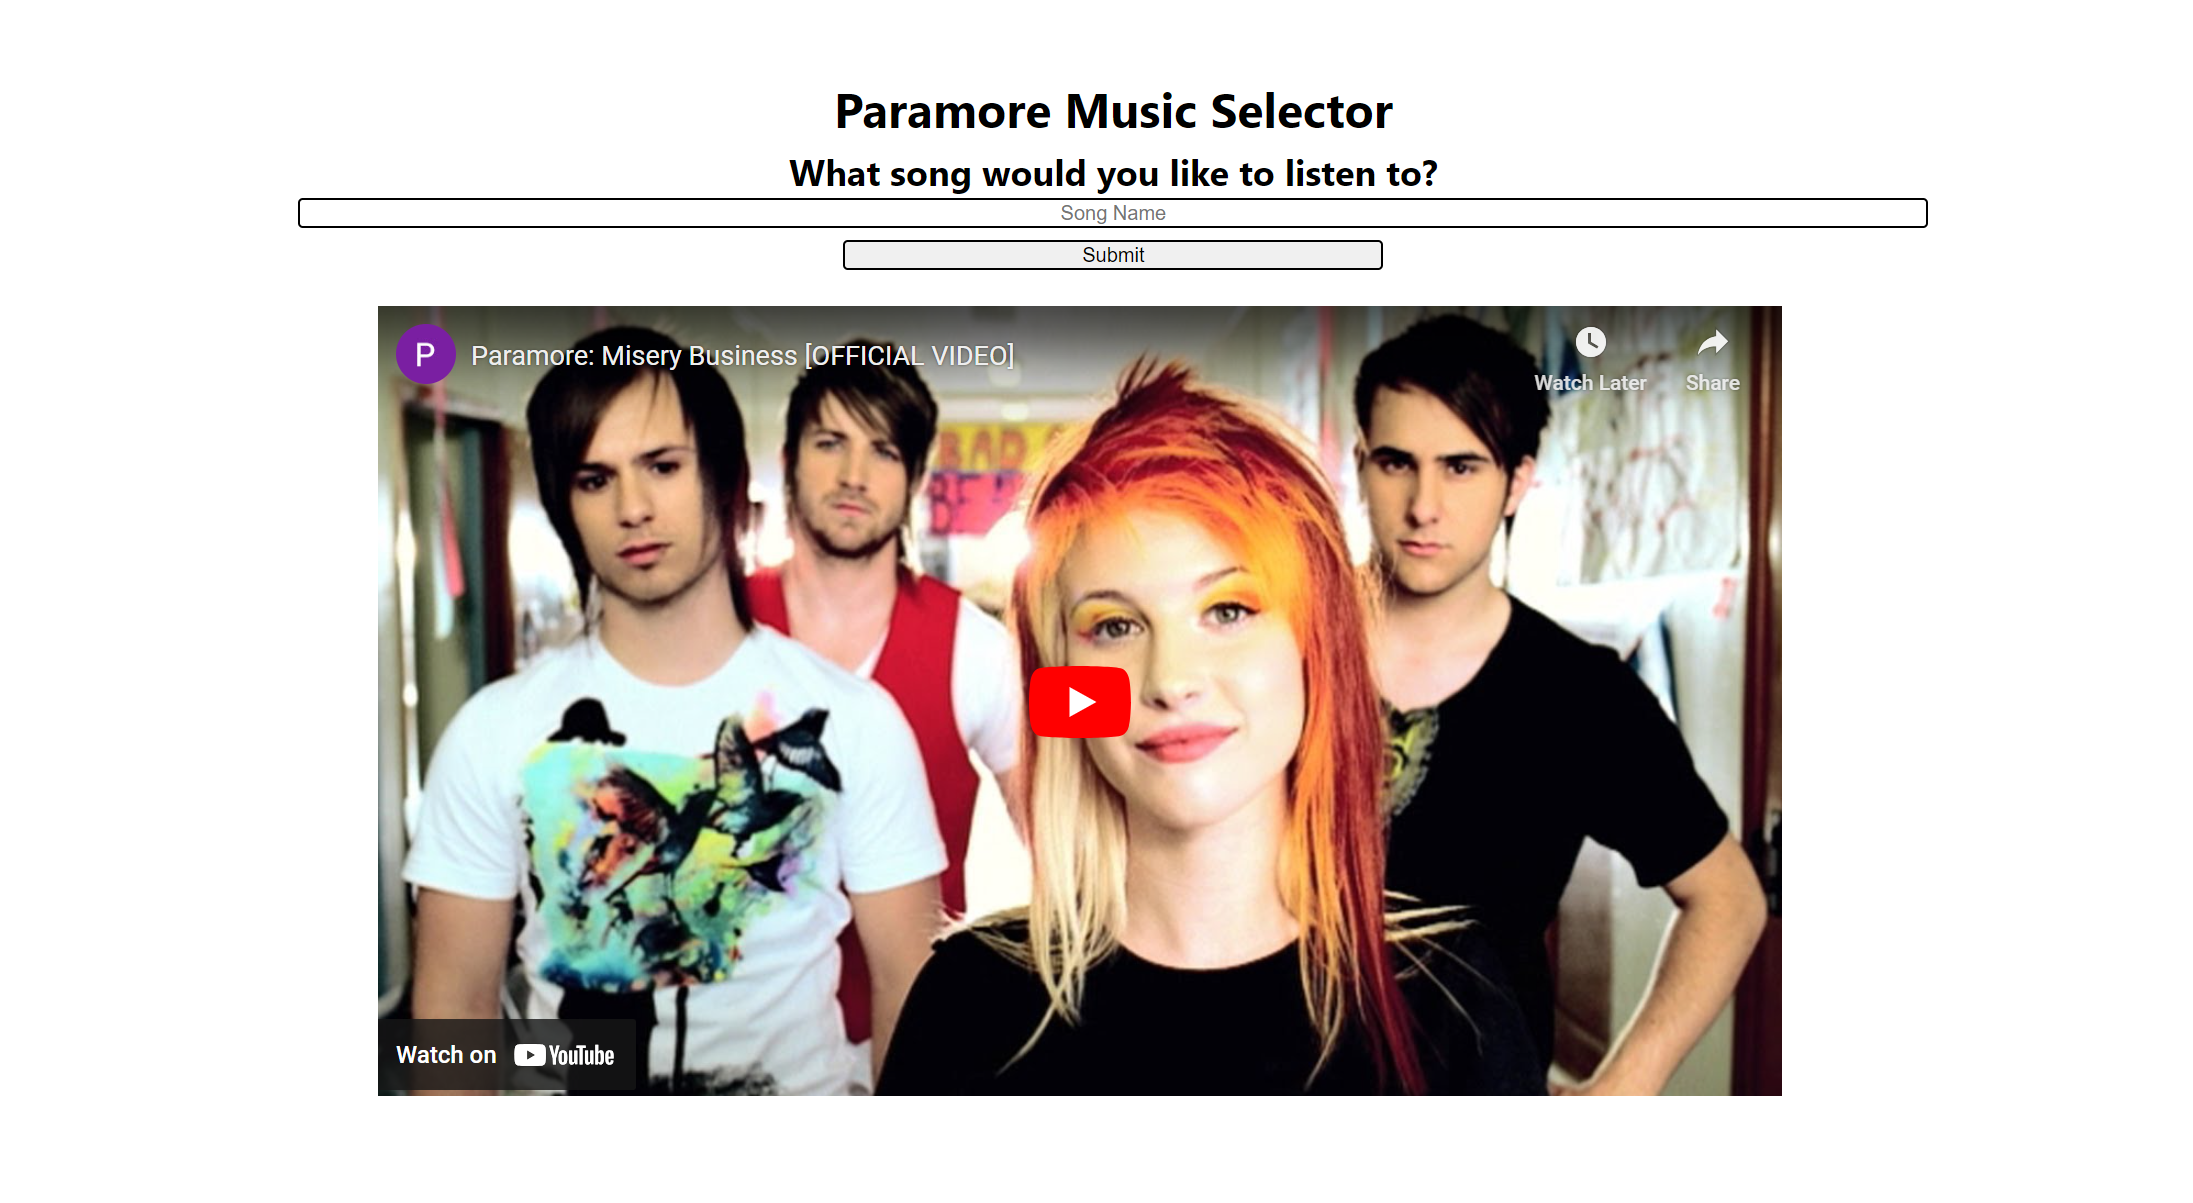 Paramore Music Selector
What song would you like to listen to?
Song Name
Submit
P
Paramore: Misery Business [OFFICIAL VIDEO]
Watch Later
Share
Watch on YouTube